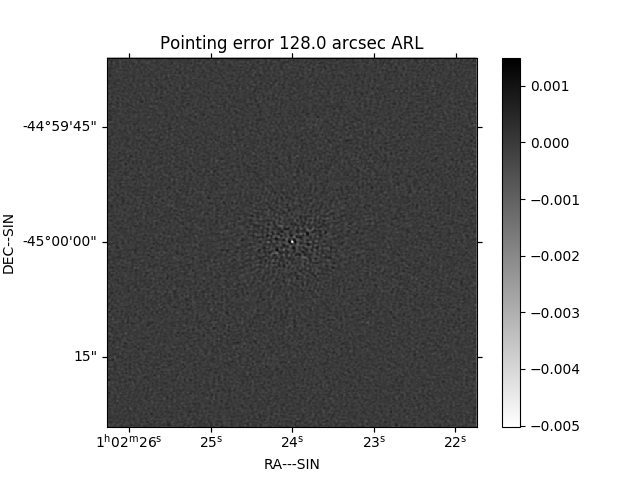 Pointing error 128.0 arcsec ARL
-44°59'45"
-45°00'00"
15"
DEC--SIN
1ʰ02ᵐ26ˢ 25ˢ 24ˢ 23ˢ 22ˢ
RA---SIN
0.001
0.000
−0.001
−0.002
−0.003
−0.004
−0.005